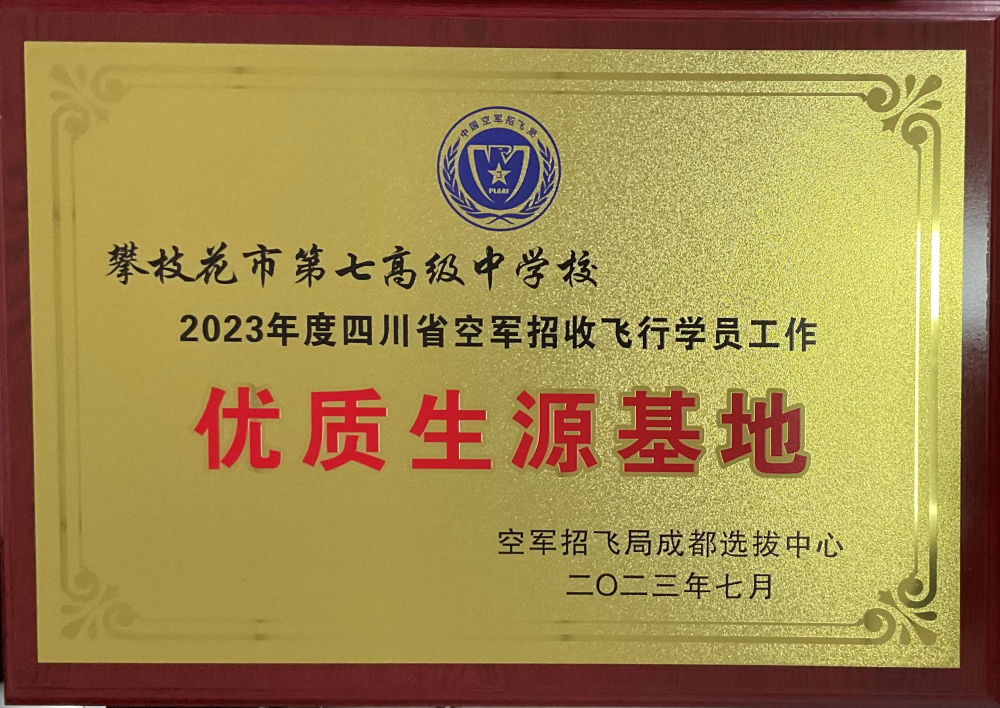 中国空军招飞局
PLAAF
攀枝花市第七高级中学校
2023年度四川省空军招收飞行学员工作
优质生源基地
空军招飞局成都选拔中心
二〇二三年七月